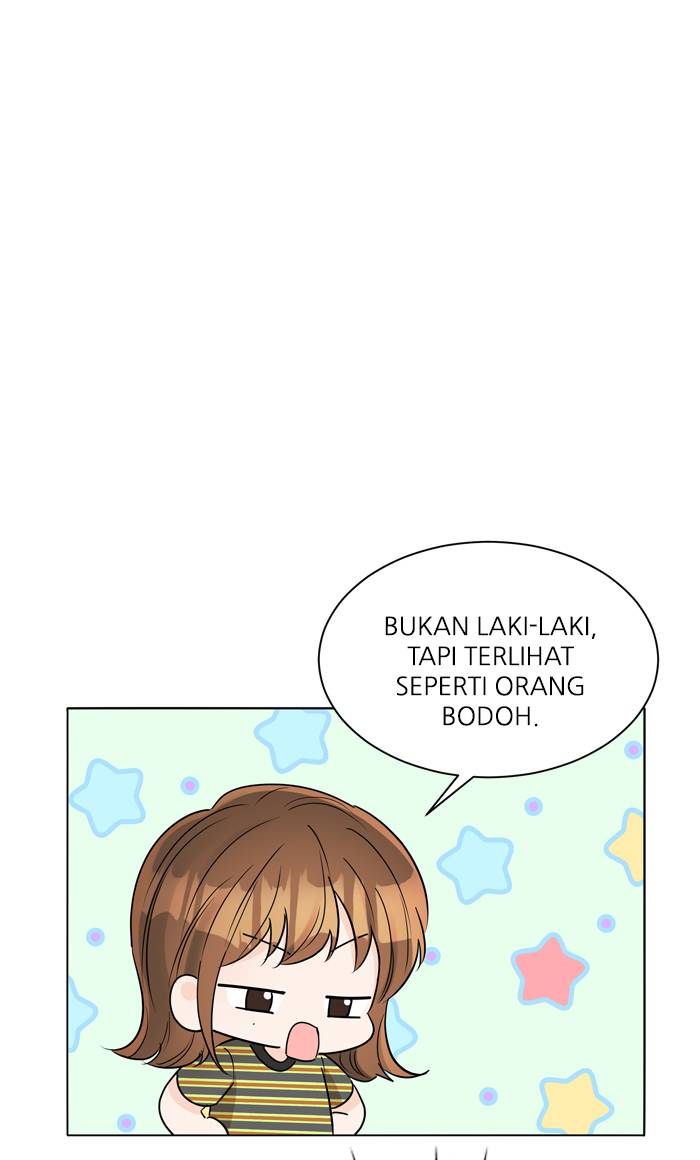 BUKAN LAKI-LAKI,
TAPI TERLIHAT
SEPERTI ORANG
BODOH.